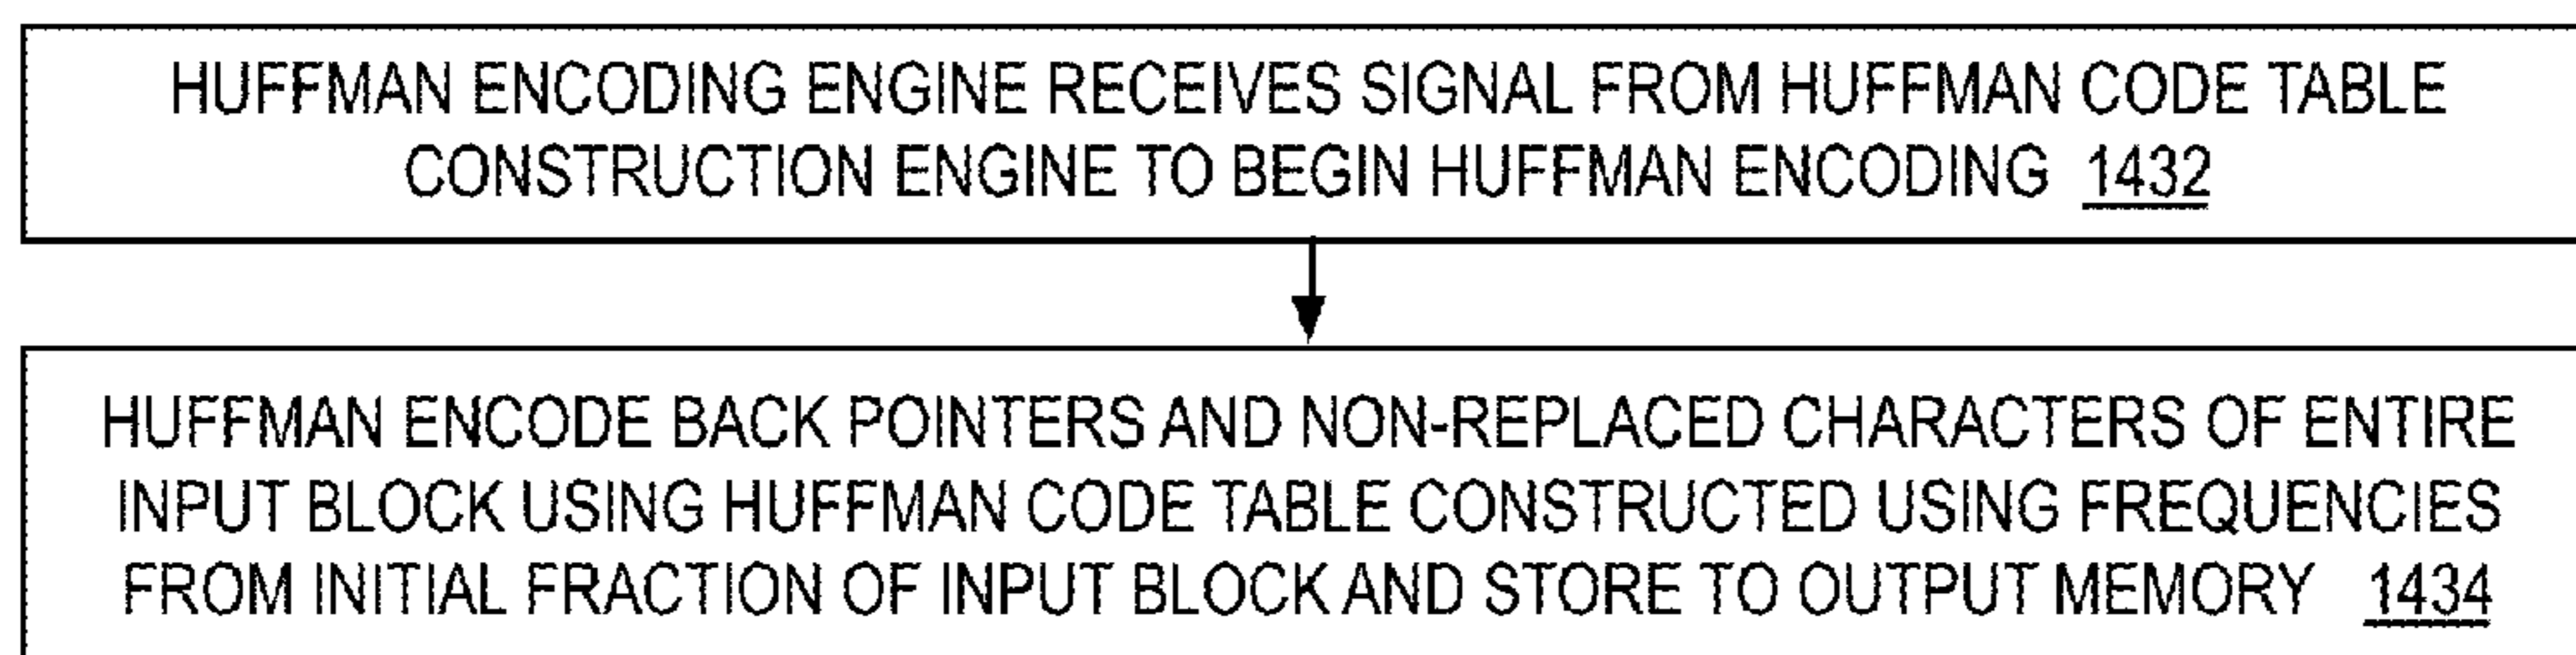 HUFFMAN ENCODING ENGINE RECEIVES SIGNAL FROM HUFFMAN CODE TABLE
CONSTRUCTION ENGINE TO BEGIN HUFFMAN ENCODING 1432
HUFFMAN ENCODE BACK POINTERS AND NON-REPLACED CHARACTERS OF ENTIRE
INPUT BLOCK USING HUFFMAN CODE TABLE CONSTRUCTED USING FREQUENCIES
FROM INITIAL FRACTION OF INPUT BLOCK AND STORE TO OUTPUT MEMORY 1434